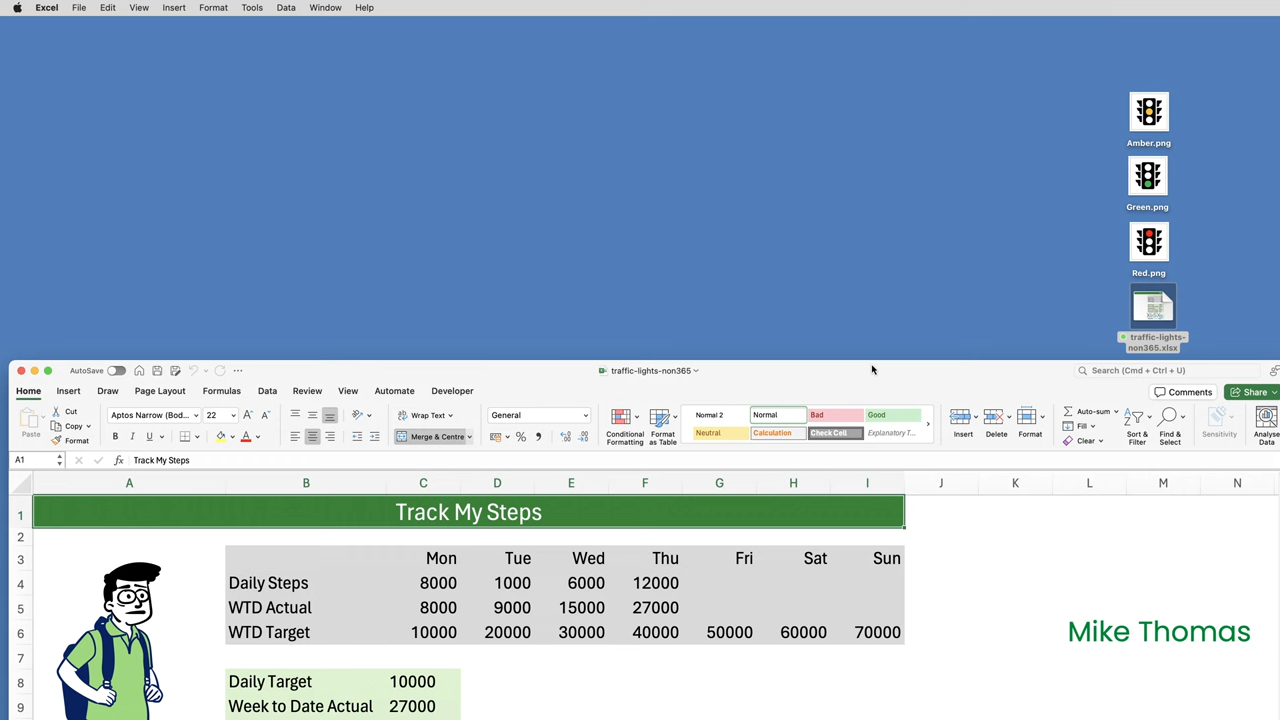 Excel File Edit View Insert Format Tools Data Window Help
Amber.png
Green.png
Red.png
traffic-lights-
non365.xlsx
AutoSave traffic-lights-non365 Search (Cmd + Ctrl + U)
Home Insert Draw Page Layout Formulas Data Review View Automate Developer Comments Share
Paste Cut Copy Format
Aptos Narrow (Bod... 22
B I U
Wrap Text
Merge & Centre
General
Conditional Formatting
Format as Table
Normal 2 Normal Bad Good
Neutral Calculation Check Cell Explanatory T...
Insert Delete Format
Auto-sum
Fill
Clear
Sort & Filter
Find & Select
Sensitivity
Analyse Data
A1 fx Track My Steps
A B C D E F G H I J K L M N
1 Track My Steps
2
3 Mon Tue Wed Thu Fri Sat Sun
4 Daily Steps 8000 1000 6000 12000
5 WTD Actual 8000 9000 15000 27000
6 WTD Target 10000 20000 30000 40000 50000 60000 70000
Mike Thomas
7
8 Daily Target 10000
9 Week to Date Actual 27000